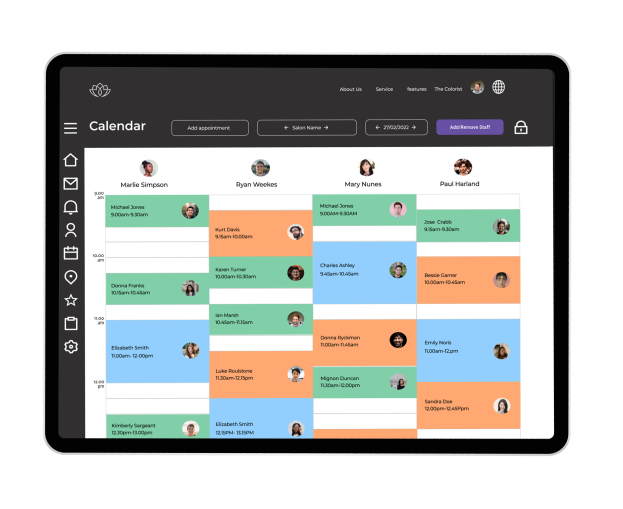 About Us
Service
features
The Colorist
Calendar
Add appointment
← Salon Name →
← 27/02/2022 →
Add/Remove Staff
Marlie Simpson
Ryan Weekes
Mary Nunes
Paul Harland
9.00
am
Michael Jones
9.00am-9.30am
Michael Jones
9.00AM-9.30AM
Kurt Davis
9.15am-10.00am
Jose Crabb
9.15am-9.30am
10.00
am
Karen Turner
10.00am-10.30am
Charles Ashley
9.45am-10.45am
Bessie Garner
10.00am-10.45am
Donna Franks
10.15am-10.45am
11.00
am
Ian Marsh
10.45am-11.15am
Donna Ryckman
11.00am-11.45am
Emily Noris
11.00am-12,pm
Elizabeth Smith
11.00am- 12-00pm
Luke Roulstone
11.30am-12.15pm
Mignon Duncan
11,30am-12.00pm
12.00
pm
Sandra Doe
12.00pm-12.45Ppm
Kimberly Sargeant
12.30pm-13.00pm
Elizabeth Smith
12.15PM- 13.15PM